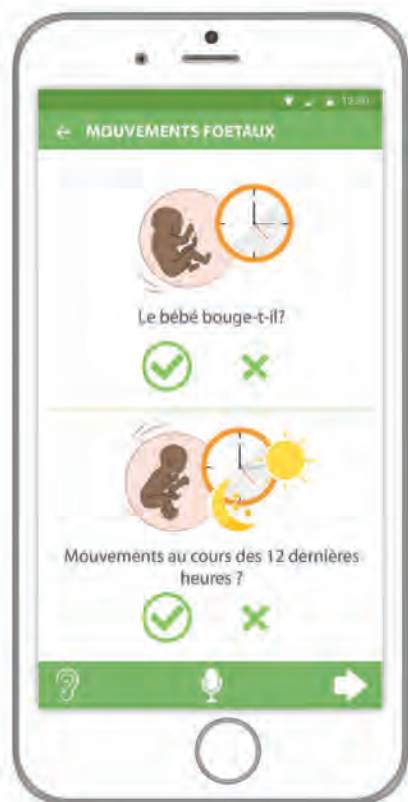 MOUVEMENTS FOETAUX
Le bébé bouge-t-il?
Mouvements au cours des 12 dernières
heures ?